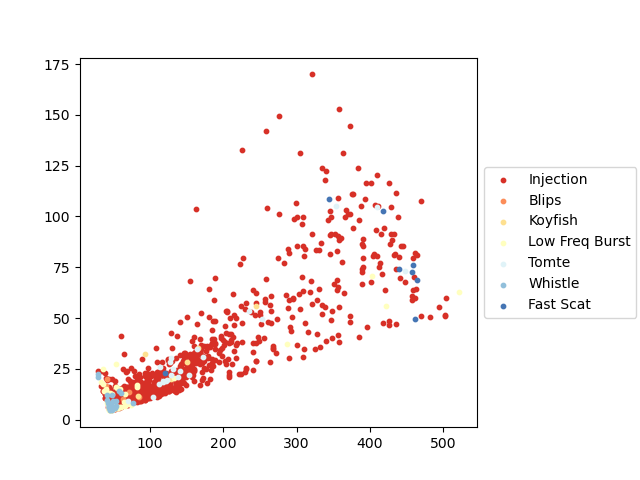 175
150
125
100
75
50
25
0
100
200
300
400
500
Injection
Blips
Koyfish
Low Freq Burst
Tomte
Whistle
Fast Scat